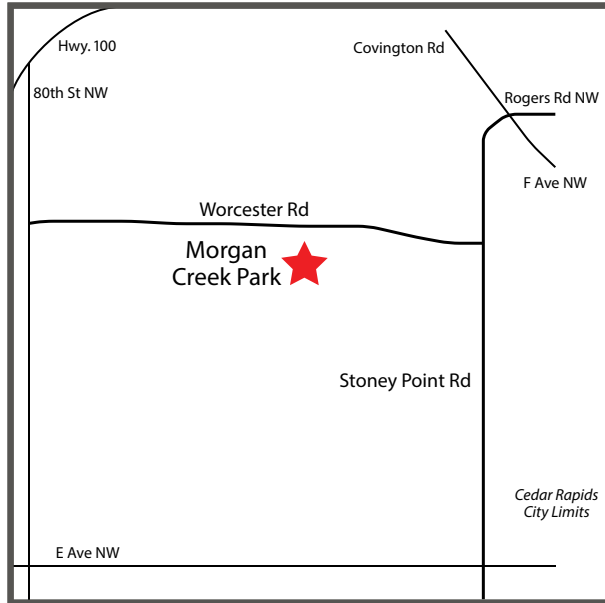 Hwy. 100
Covington Rd
80th St NW
Rogers Rd NW
F Ave NW
Worcester Rd
Morgan
Creek Park
Stoney Point Rd
Cedar Rapids
City Limits
E Ave NW